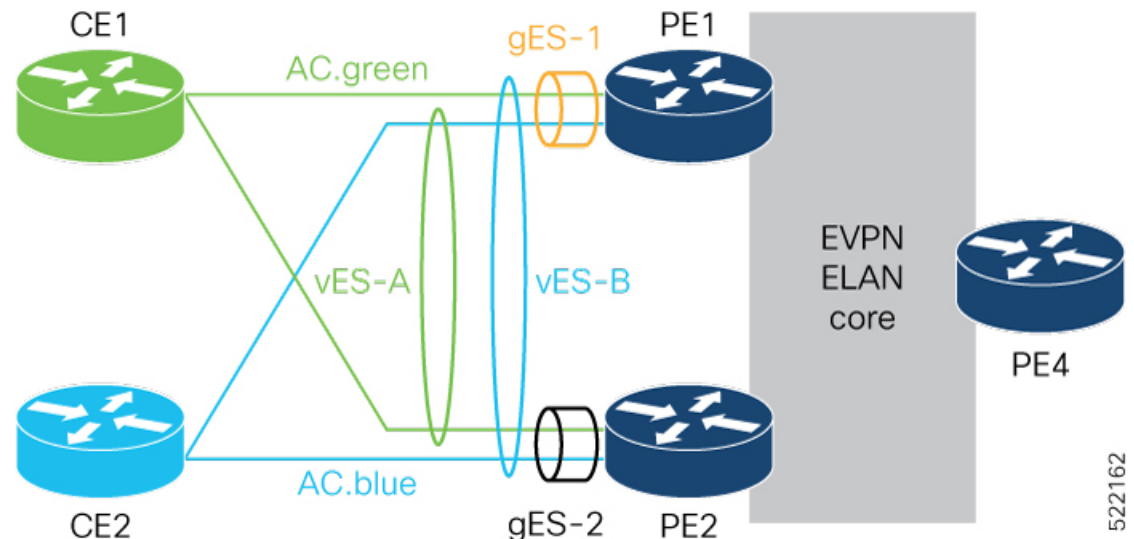 CE1
PE1
gES-1
AC.green
vES-A
vES-B
EVPN
ELAN
core
PE4
AC.blue
CE2
gES-2
PE2
522162